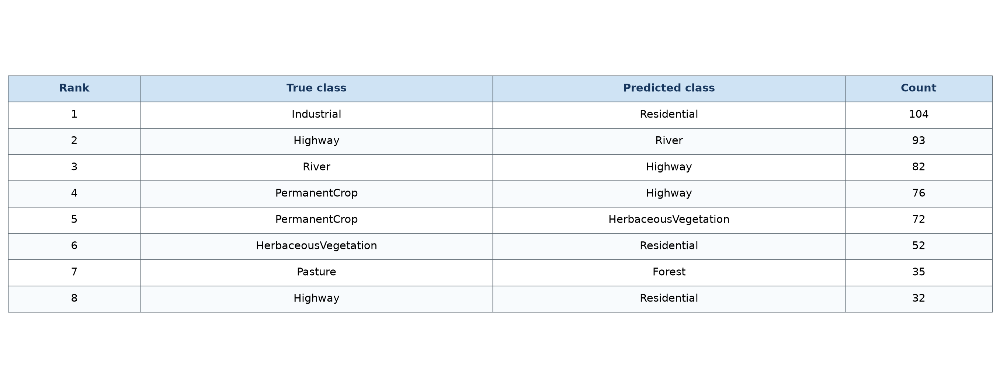 Rank True class Predicted class Count
1 Industrial Residential 104
2 Highway River 93
3 River Highway 82
4 PermanentCrop Highway 76
5 PermanentCrop HerbaceousVegetation 72
6 HerbaceousVegetation Residential 52
7 Pasture Forest 35
8 Highway Residential 32